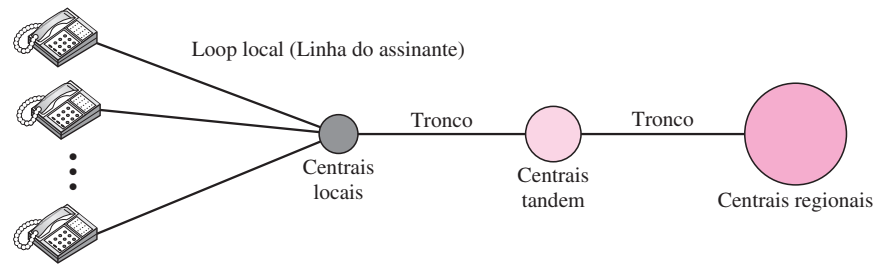 Loop local (Linha do assinante)
Tronco
Tronco
Centrais
locais
Centrais
tandem
Centrais regionais